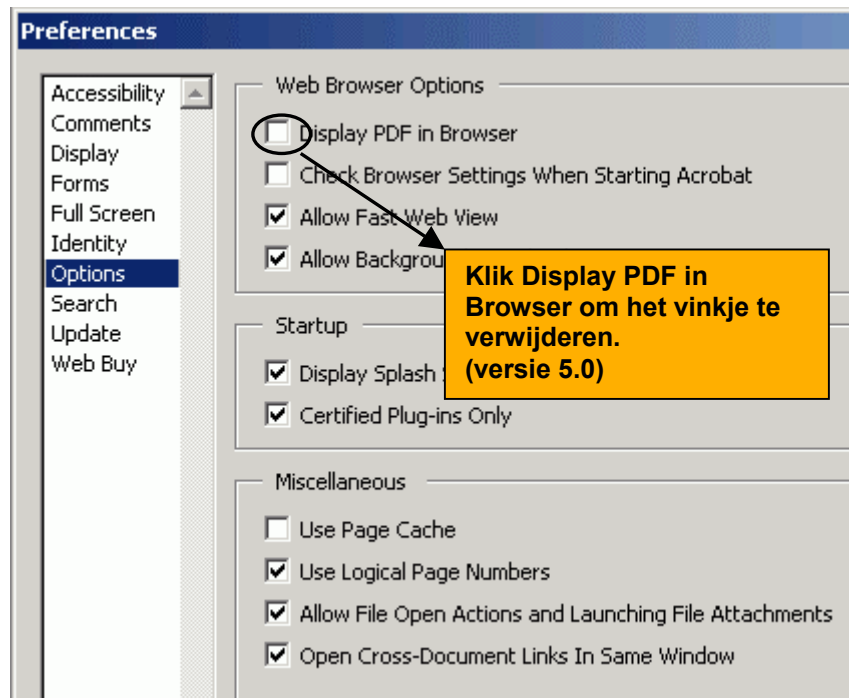 Preferences
Accessibility
Comments
Display
Forms
Full Screen
Identity
Options
Search
Update
Web Buy
Web Browser Options
Display PDF in Browser
Check Browser Settings When Starting Acrobat
Allow Fast Web View
Allow
Klik Display PDF in
Browser om het vinkje te
verwijderen.
(versie 5.0)
Startup
Display Splash
Certified Plug-ins Only
Miscellaneous
Use Page Cache
Use Logical Page Numbers
Allow File Open Actions and Launching File Attachments
Open Cross-Document Links In Same Window